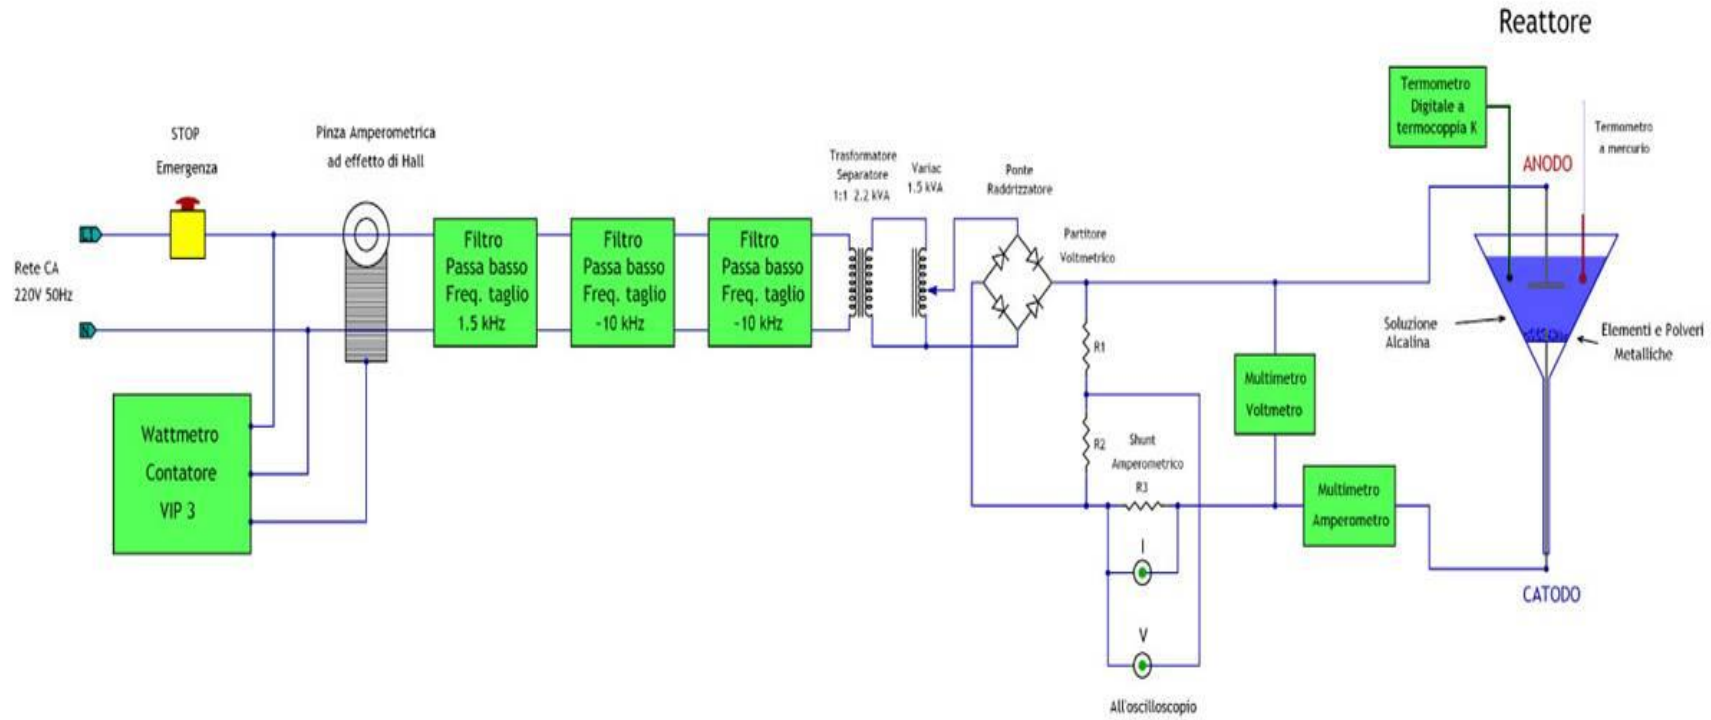 Reattore
STOP
Emergenza
Pinza Amperometrica
ad effetto di Hall
Rete CA
220V 50Hz
L1
N
Wattmetro
Contatore
VIP 3
Filtro
Passa basso
Freq. taglio
1.5 kHz
Filtro
Passa basso
Freq. taglio
~10 kHz
Filtro
Passa basso
Freq. taglio
~10 kHz
Trasformatore
Separatore
1:1 2.2 kVA
Variac
1.5 kVA
Ponte
Raddrizzatore
Partitore
Voltmetrico
R1
R2
Shunt
Amperometrico
R3
I
V
All'oscilloscopio
Multimetro
Voltmetro
Multimetro
Amperometro
Termometro
Digitale a
termocoppia K
ANODO
Termometro
a mercurio
Soluzione
Alcalina
Elementi e Polveri
Metalliche
CATODO